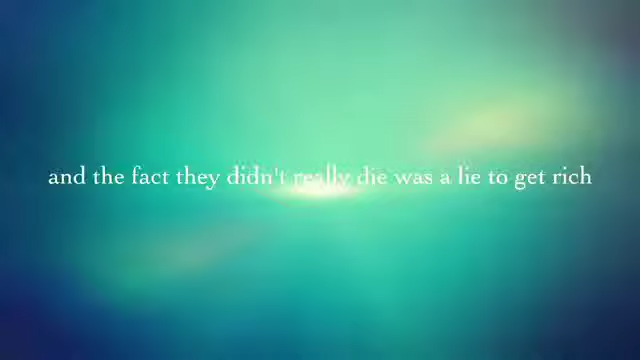 and the fact they didn't really die was a lie to get rich